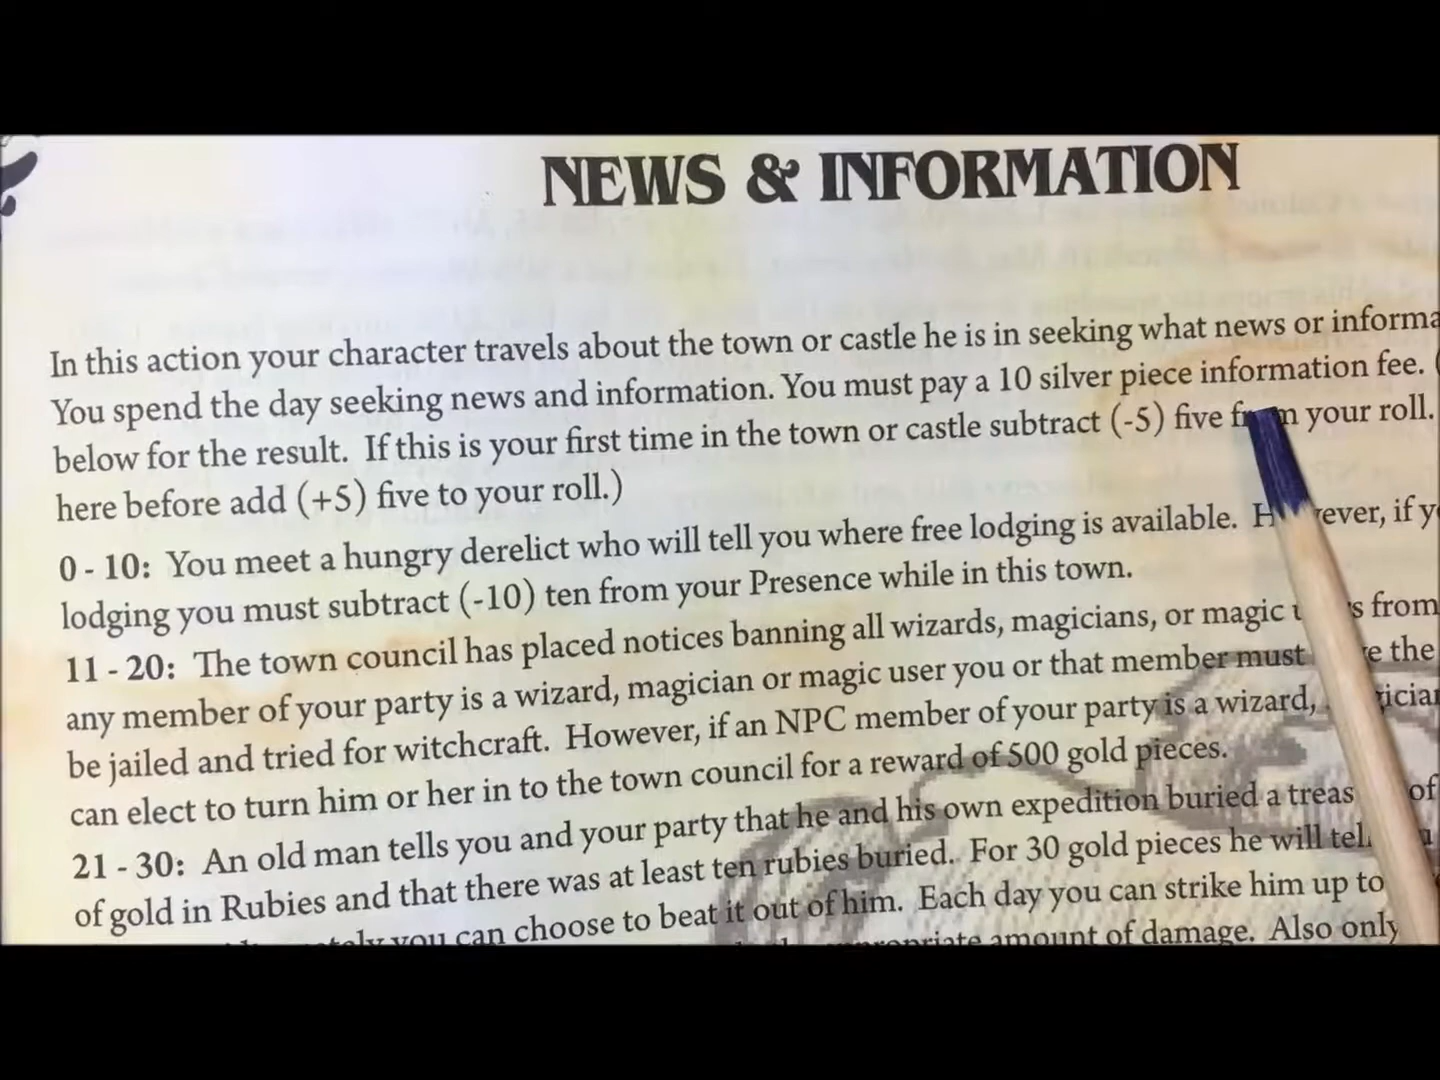 NEWS & INFORMATION
In this action your character travels about the town or castle he is in seeking what news or informa
You spend the day seeking news and information. You must pay a 10 silver piece information fee. (
below for the result. If this is your first time in the town or castle subtract (-5) five from your roll.
here before add (+5) five to your roll.)
0 - 10: You meet a hungry derelict who will tell you where free lodging is available. However, if y
lodging you must subtract (-10) ten from your Presence while in this town.
11 - 20: The town council has placed notices banning all wizards, magicians, or magic users from
any member of your party is a wizard, magician or magic user you or that member must the
be jailed and tried for witchcraft. However, if an NPC member of your party is a wizard, magician
can elect to turn him or her in to the town council for a reward of 500 gold pieces.
21 - 30: An old man tells you and your party that he and his own expedition buried a treas of
of gold in Rubies and that there was at least ten rubies buried. For 30 gold pieces he will tell
you can choose to beat it out of him. Each day you can strike him up to
appropriate amount of damage. Also only